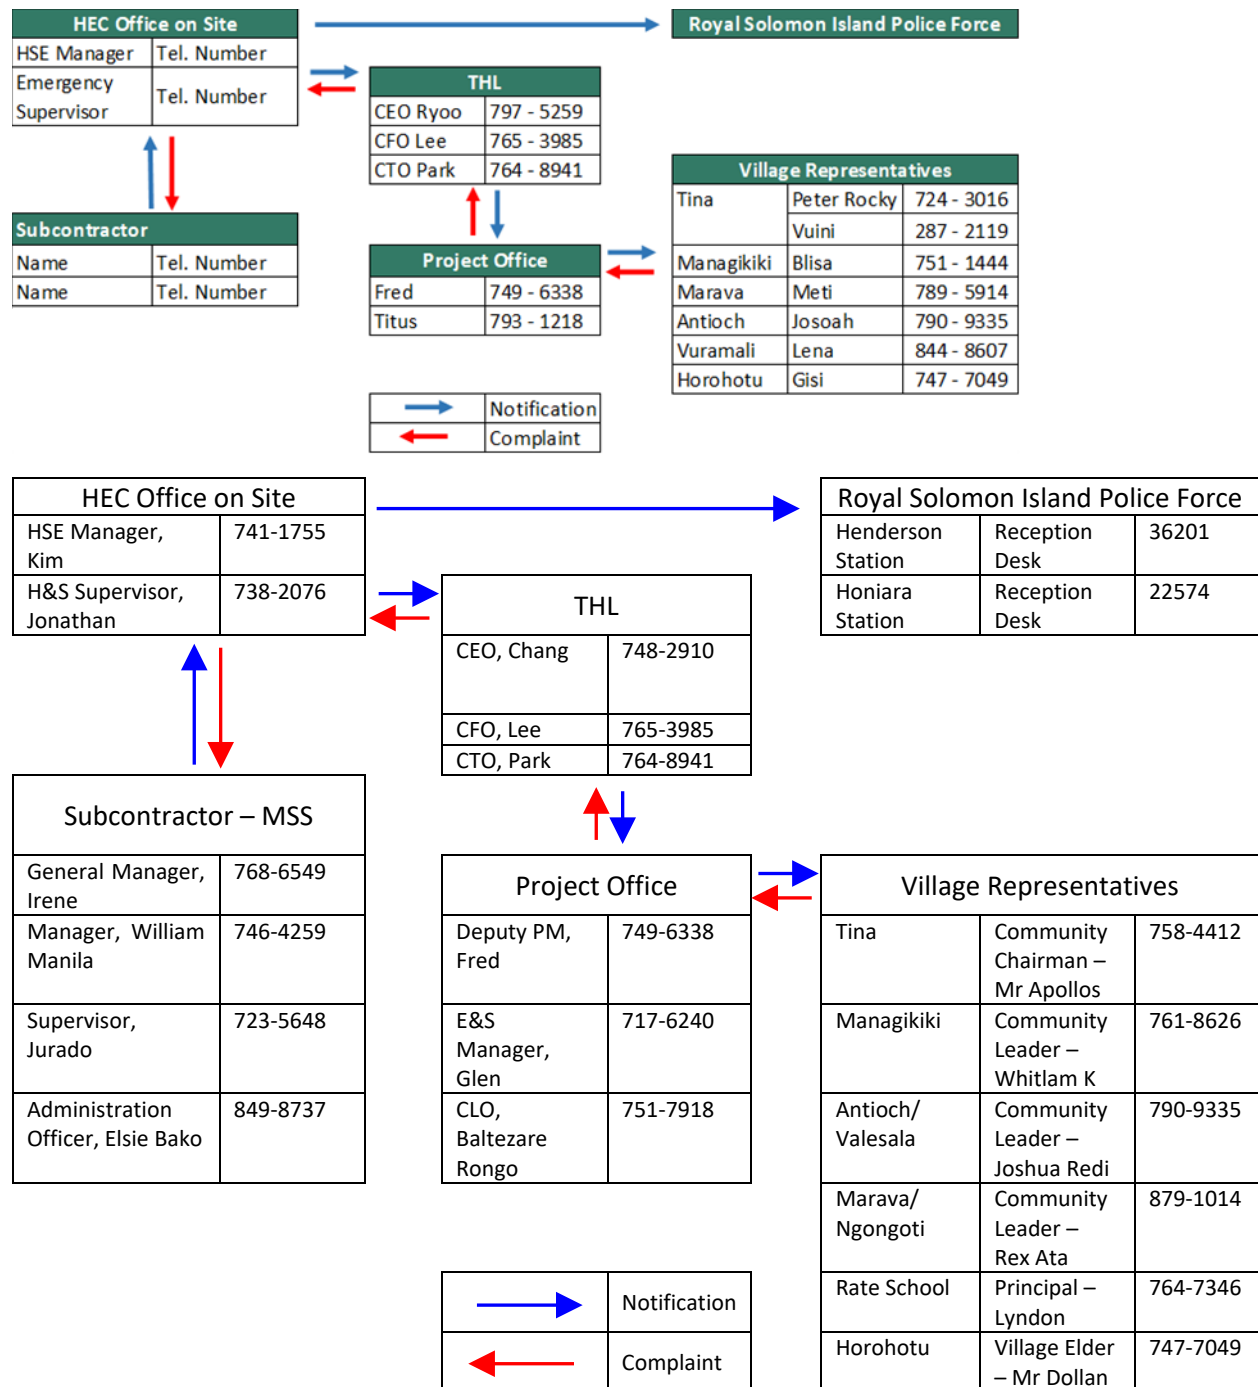 HEC Office on Site
HSE Manager Tel. Number
Emergency
Supervisor Tel. Number
Royal Solomon Island Police Force
THL
CEO Ryoo 797 - 5259
CFO Lee 765 - 3985
CTO Park 764 - 8941
Subcontractor
Name Tel. Number
Name Tel. Number
Project Office
Fred 749 - 6338
Titus 793 - 1218
Village Representatives
Tina Peter Rocky 724 - 3016
Vuini 287 - 2119
Managikiki Blisa 751 - 1444
Marava Meti 789 - 5914
Antioch Josoah 790 - 9335
Vuramali Lena 844 - 8607
Horohotu Gisi 747 - 7049
Notification
Complaint
HEC Office on Site
HSE Manager, 741-1755
Kim
H&S Supervisor, 738-2076
Jonathan
Royal Solomon Island Police Force
Henderson Reception 36201
Station Desk
Honiara Reception 22574
Station Desk
THL
CEO, Chang 748-2910
CFO, Lee 765-3985
CTO, Park 764-8941
Subcontractor – MSS
General Manager, 768-6549
Irene
Manager, William 746-4259
Manila
Supervisor, 723-5648
Jurado
Administration 849-8737
Officer, Elsie Bako
Project Office
Deputy PM, 749-6338
Fred
E&S 717-6240
Manager,
Glen
CLO, 751-7918
Baltezare
Rongo
Village Representatives
Tina Community 758-4412
Chairman –
Mr Apollos
Managikiki Community 761-8626
Leader –
Whitlam K
Antioch/ Community 790-9335
Valesala Leader –
Joshua Redi
Marava/ Community 879-1014
Ngongoti Leader –
Rex Ata
Rate School Principal – 764-7346
Lyndon
Horohotu Village Elder 747-7049
– Mr Dollan
Notification
Complaint